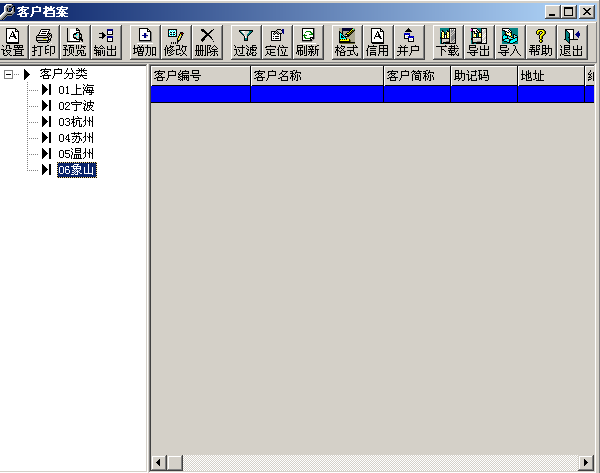 客户档案
设置 打印 预览 输出 增加 修改 删除 过滤 定位 刷新 格式 信用 并户 下载 导出 导入 帮助 退出
客户分类
01上海
02宁波
03杭州
04苏州
05温州
06象山
客户编号 客户名称 客户简称 助记码 地址